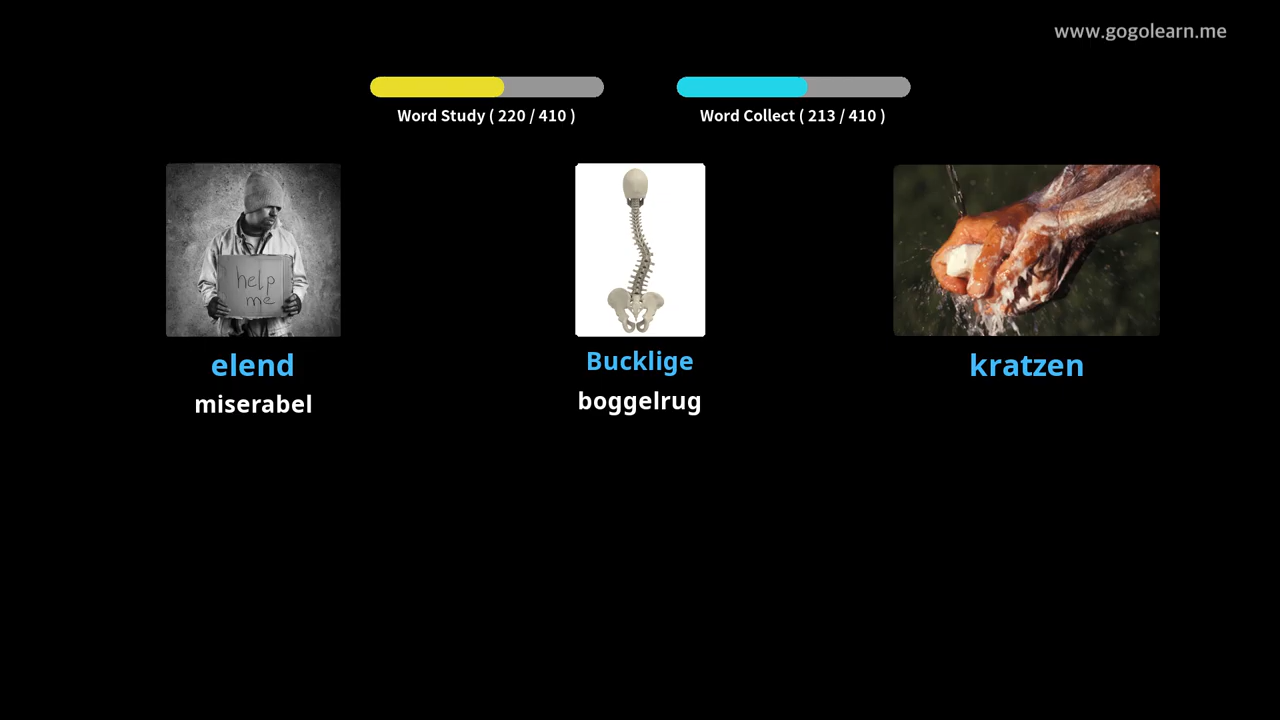 www.gogolearn.me
Word Study ( 220 / 410 )
Word Collect ( 213 / 410 )
help
me
elend
Bucklige
kratzen
miserabel
boggelrug